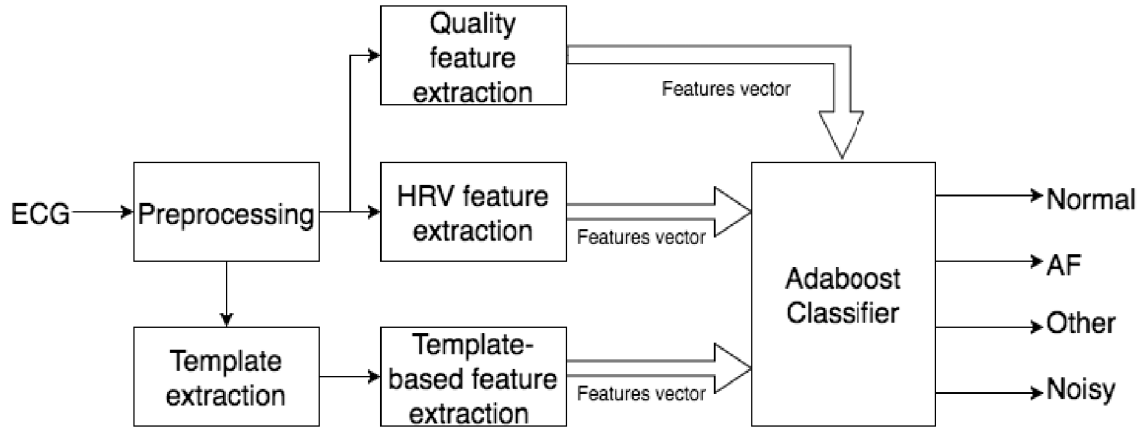 Quality
feature
extraction
Features vector
ECG
Preprocessing
HRV feature
extraction
Features vector
Template
extraction
Template-
based feature
extraction
Features vector
Adaboost
Classifier
Normal
AF
Other
Noisy